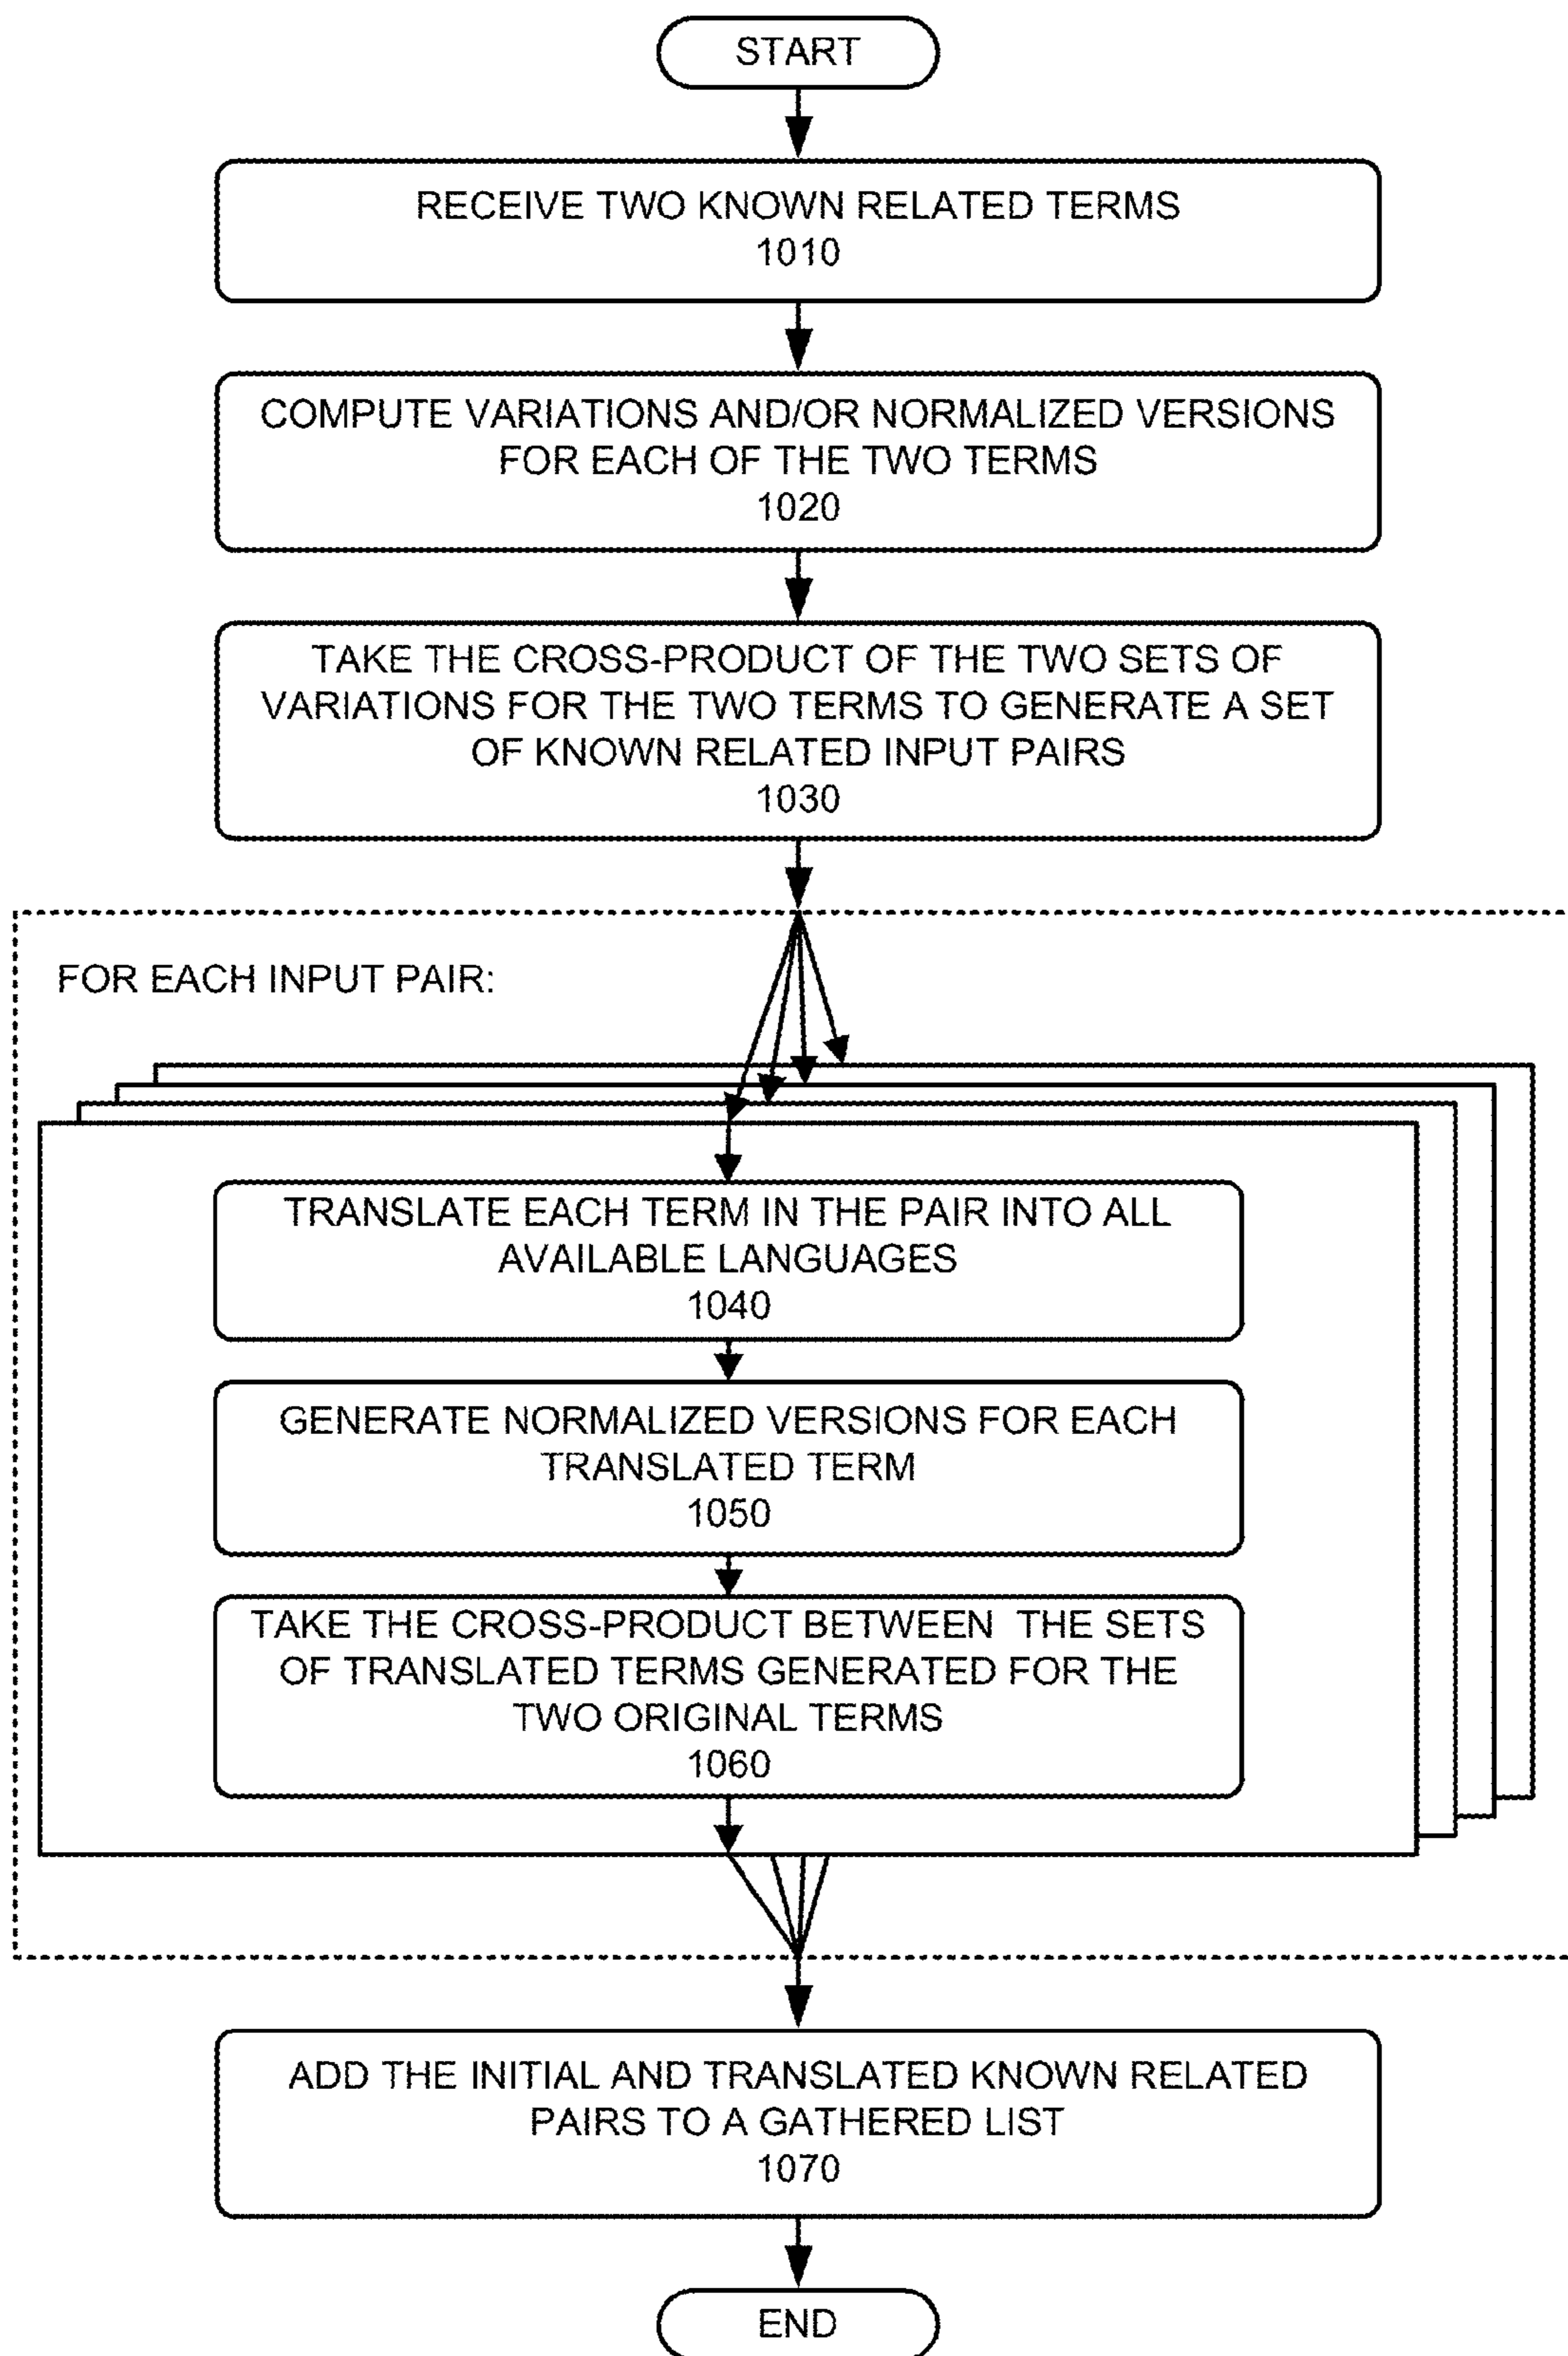 START
RECEIVE TWO KNOWN RELATED TERMS
1010
COMPUTE VARIATIONS AND/OR NORMALIZED VERSIONS
FOR EACH OF THE TWO TERMS
1020
TAKE THE CROSS-PRODUCT OF THE TWO SETS OF
VARIATIONS FOR THE TWO TERMS TO GENERATE A SET
OF KNOWN RELATED INPUT PAIRS
1030
FOR EACH INPUT PAIR:
TRANSLATE EACH TERM IN THE PAIR INTO ALL
AVAILABLE LANGUAGES
1040
GENERATE NORMALIZED VERSIONS FOR EACH
TRANSLATED TERM
1050
TAKE THE CROSS-PRODUCT BETWEEN THE SETS
OF TRANSLATED TERMS GENERATED FOR THE
TWO ORIGINAL TERMS
1060
ADD THE INITIAL AND TRANSLATED KNOWN RELATED
PAIRS TO A GATHERED LIST
1070
END